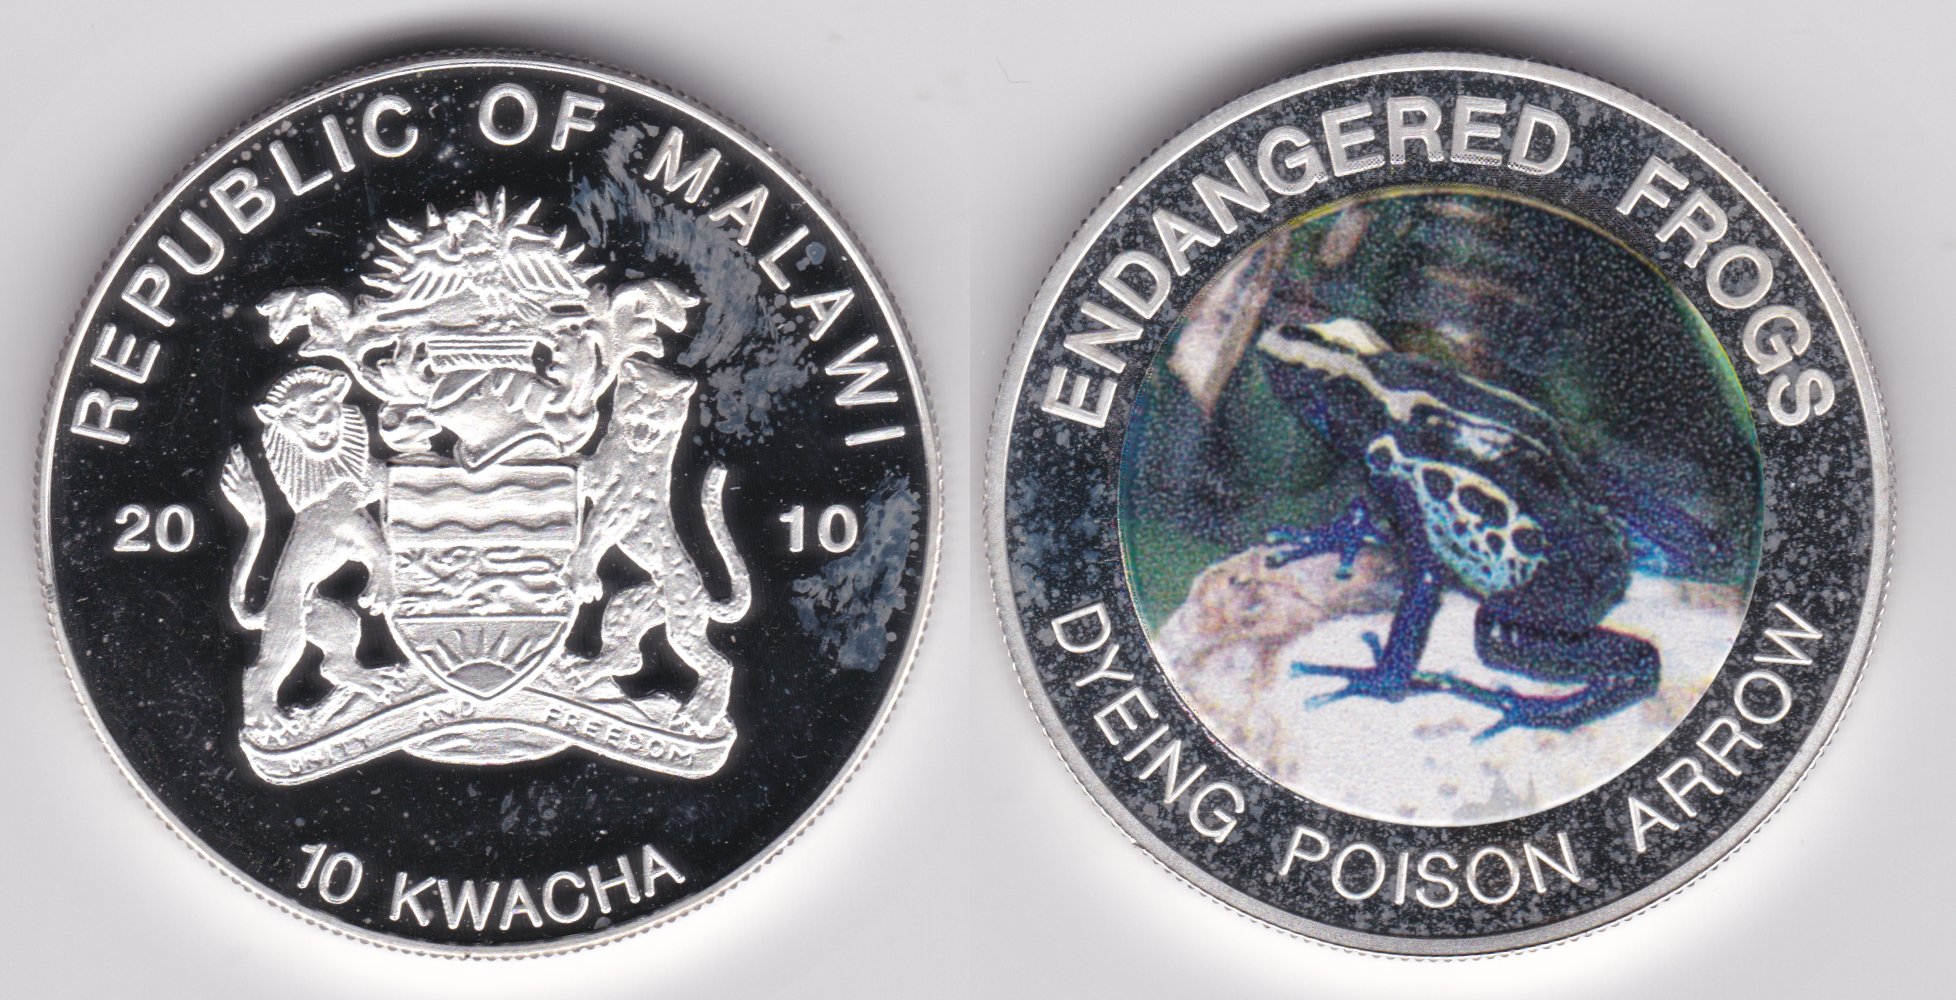 REPUBLIC OF MALAWI
20 10
UNITY AND FREEDOM
10 KWACHA
ENDANGERED FROGS
DYEING POISON ARROW